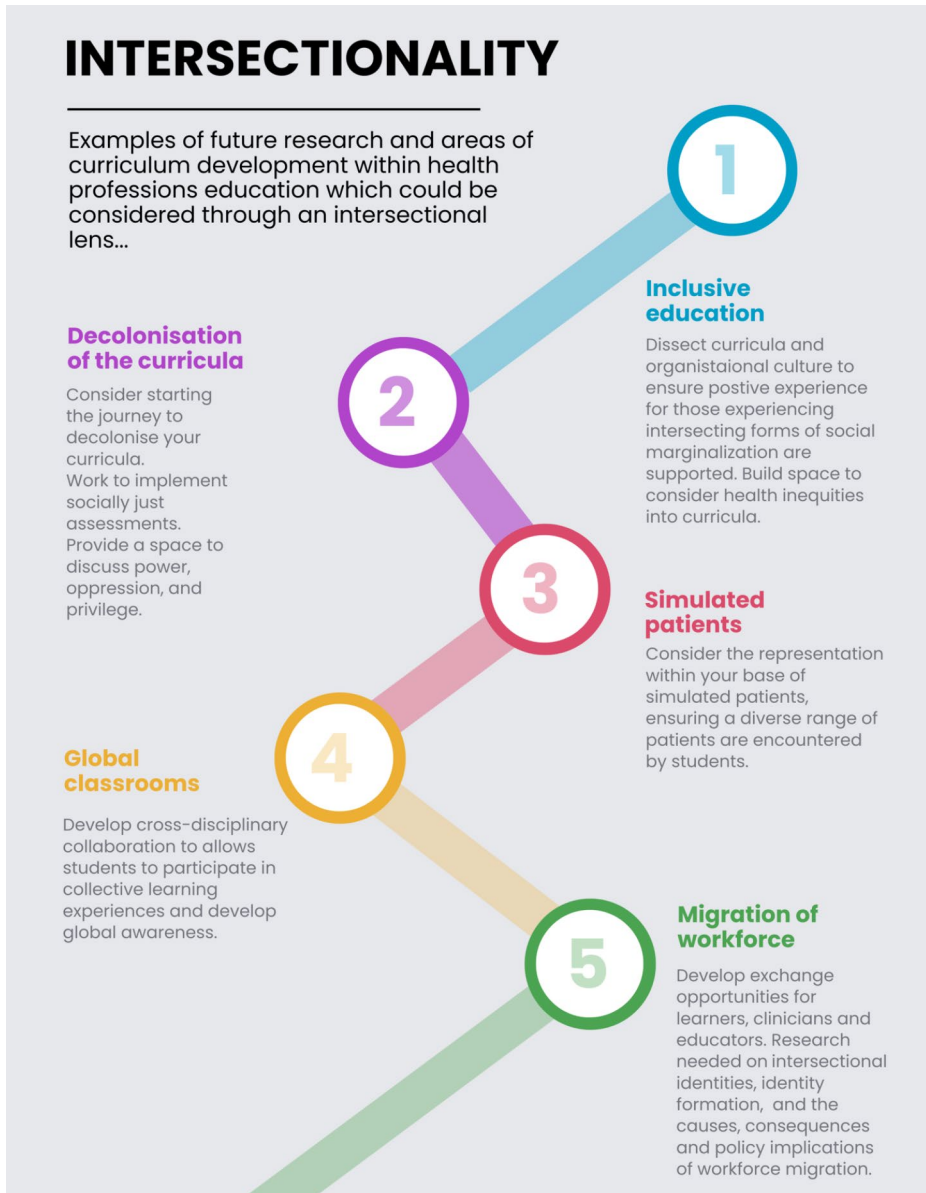 INTERSECTIONALITY
Examples of future research and areas of
curriculum development within health
professions education which could be
considered through an intersectional
lens...
1
Inclusive
education
Dissect curricula and
organistaional culture to
ensure postive experience
for those experiencing
intersecting forms of social
marginalization are
supported. Build space to
consider health inequities
into curricula.
2
Decolonisation
of the curricula
Consider starting
the journey to
decolonise your
curricula.
Work to implement
socially just
assessments.
Provide a space to
discuss power,
oppression, and
privilege.
3
Simulated
patients
Consider the representation
within your base of
simulated patients,
ensuring a diverse range of
patients are encountered
by students.
4
Global
classrooms
Develop cross-disciplinary
collaboration to allows
students to participate in
collective learning
experiences and develop
global awareness.
5
Migration of
workforce
Develop exchange
opportunities for
learners, clinicians and
educators. Research
needed on intersectional
identities, identity
formation,  and the
causes, consequences
and policy implications
of workforce migration.